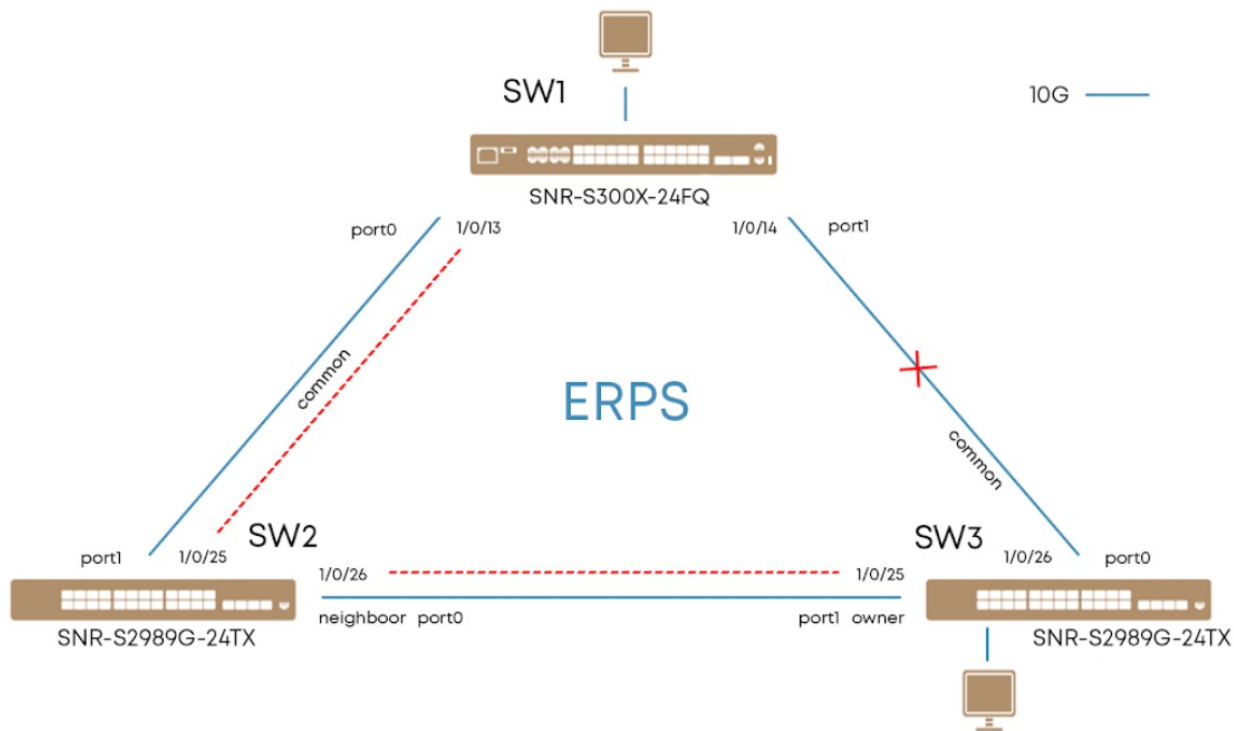 SW1
10G
SNR-S300X-24FQ
port0
1/0/13
1/0/14
port1
common
ERPS
common
port1
1/0/25
SW2
SW3
1/0/26
port0
1/0/26
1/0/25
neighboor port0
port1 owner
SNR-S2989G-24TX
SNR-S2989G-24TX